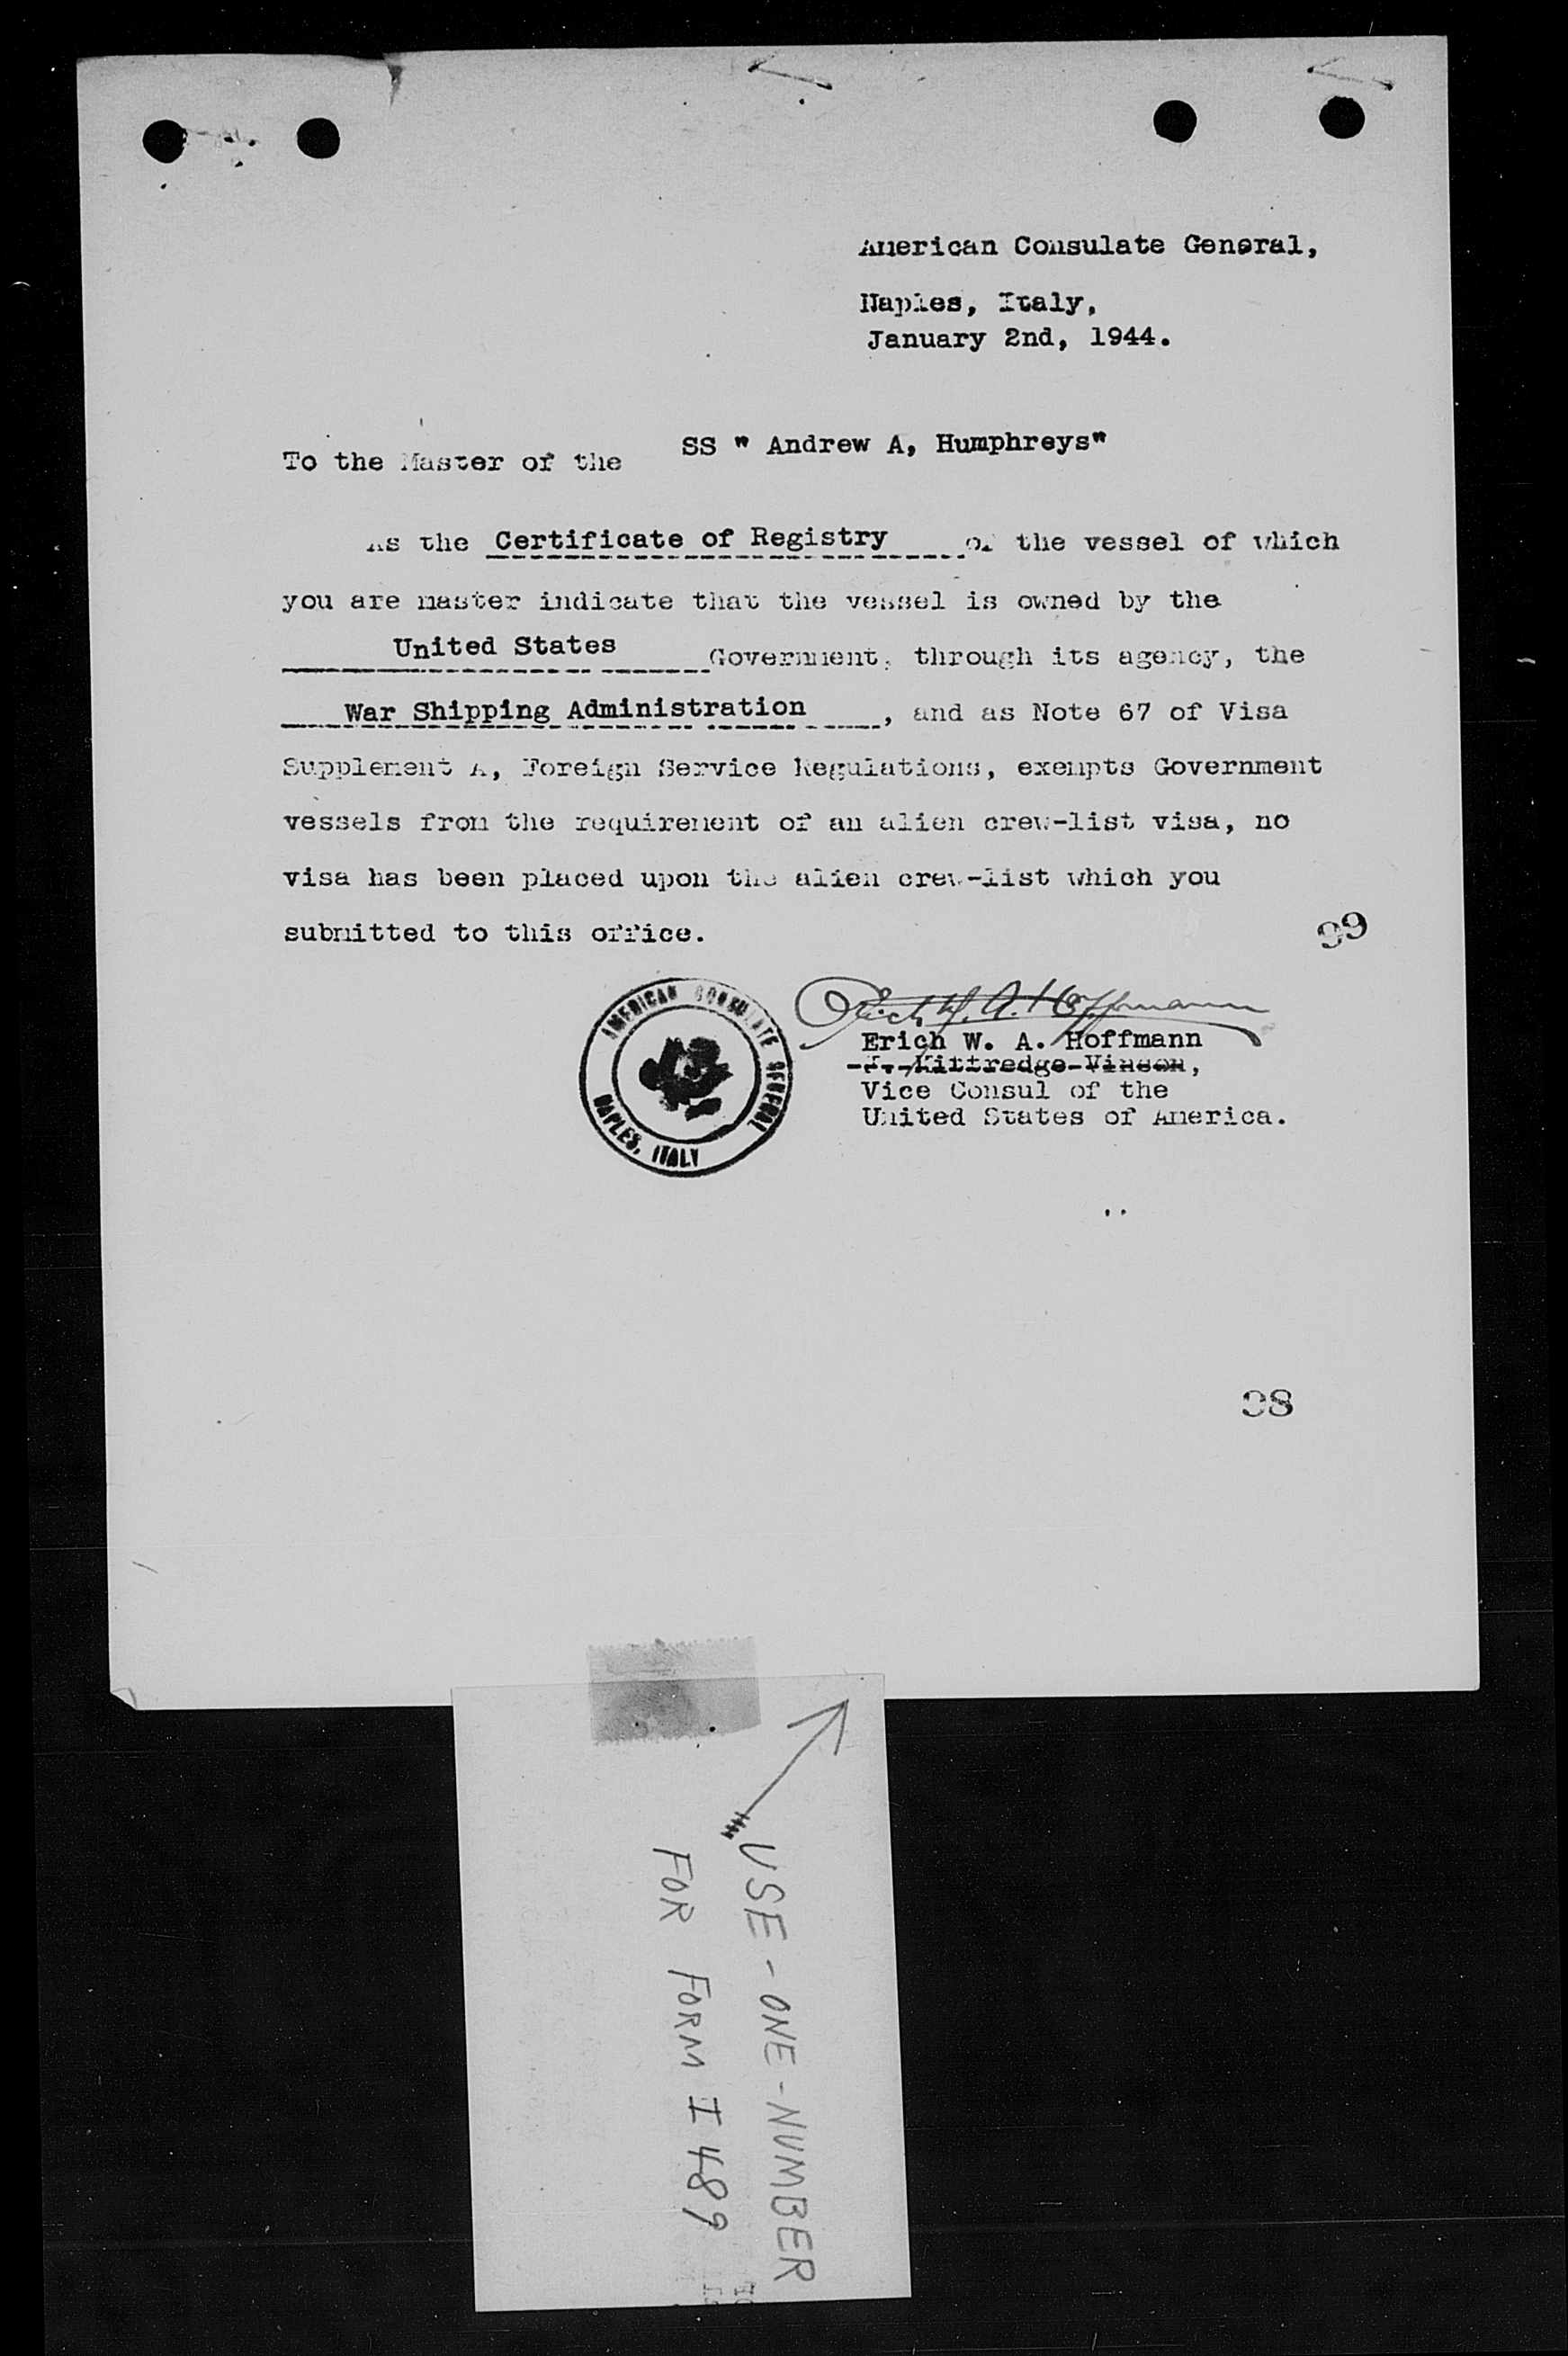 American Consulate General,
Naples, Italy,
January 2nd, 1944.
To the Master of the SS " Andrew A, Humphreys"
As the Certificate of Registry of the vessel of which
you are master indicate that the vessel is owned by the
United States Government, through its agency, the
War Shipping Administration, and as Note 67 of Visa
Supplement A, Foreign Service Regulations, exempts Government
vessels from the requirement of an alien crew-list visa, no
visa has been placed upon the alien crew-list which you
submitted to this office.
99
AMERICAN CONSULATE GENERAL
NAPLES, ITALY
Erich W. A. Hoffmann
Erich W. A. Hoffmann
J. Kittredge Vinson,
Vice Consul of the
United States of America.
98
USE-ONE-NUMBER
FOR FORM I 489